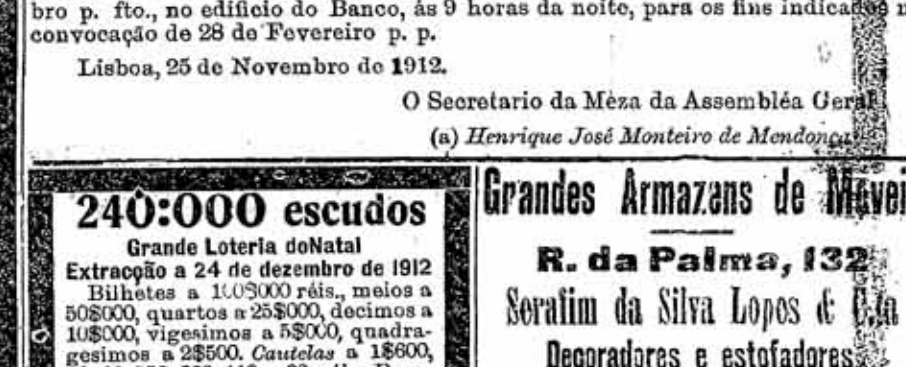 bro p. fto., no edificio do Banco, ás 9 horas da noite, para os fins indicados
convocação de 28 de Fevereiro p. p.
Lisboa, 25 de Novembro de 1912.
O Secretario da Mèza da Assembléa Geral,
(a) Henrique José Monteiro de Mendonça
240:000 escudos
Grande Loteria doNatal
Extracção a 24 de dezembro de 1912
Bilhetes a 100$000 réis., meios a
50$000, quartos a 25$000, decimos a
10$000, vigesimos a 5$000, quadra-
gesimos a 2$500. Cautelas a 1$600,
Grandes Armazens de Movei
R. da Palma, 132
Serafim da Silva Lopes & C.ia
Decoradores e estofadores